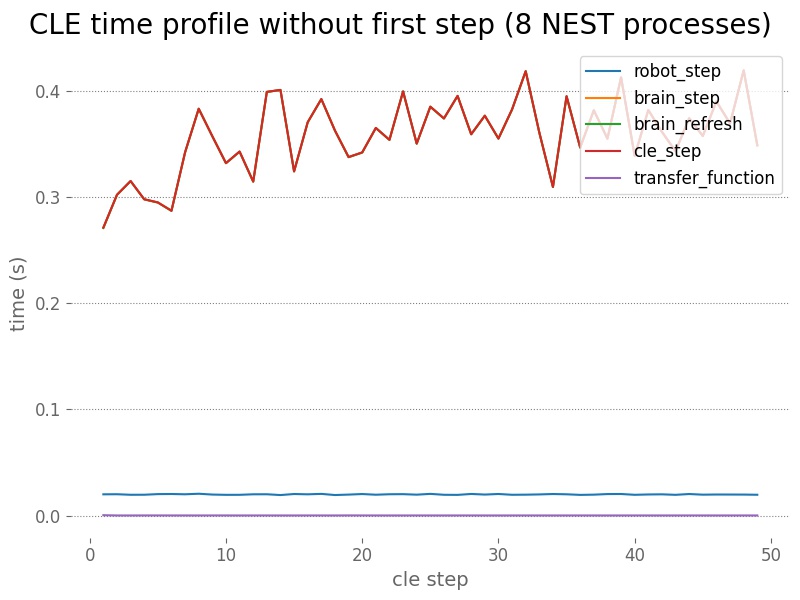 CLE time profile without first step (8 NEST processes)
robot_step
brain_step
brain_refresh
cle_step
transfer_function
time (s)
0.4
0.3
0.2
0.1
0.0
0 10 20 30 40 50
cle step